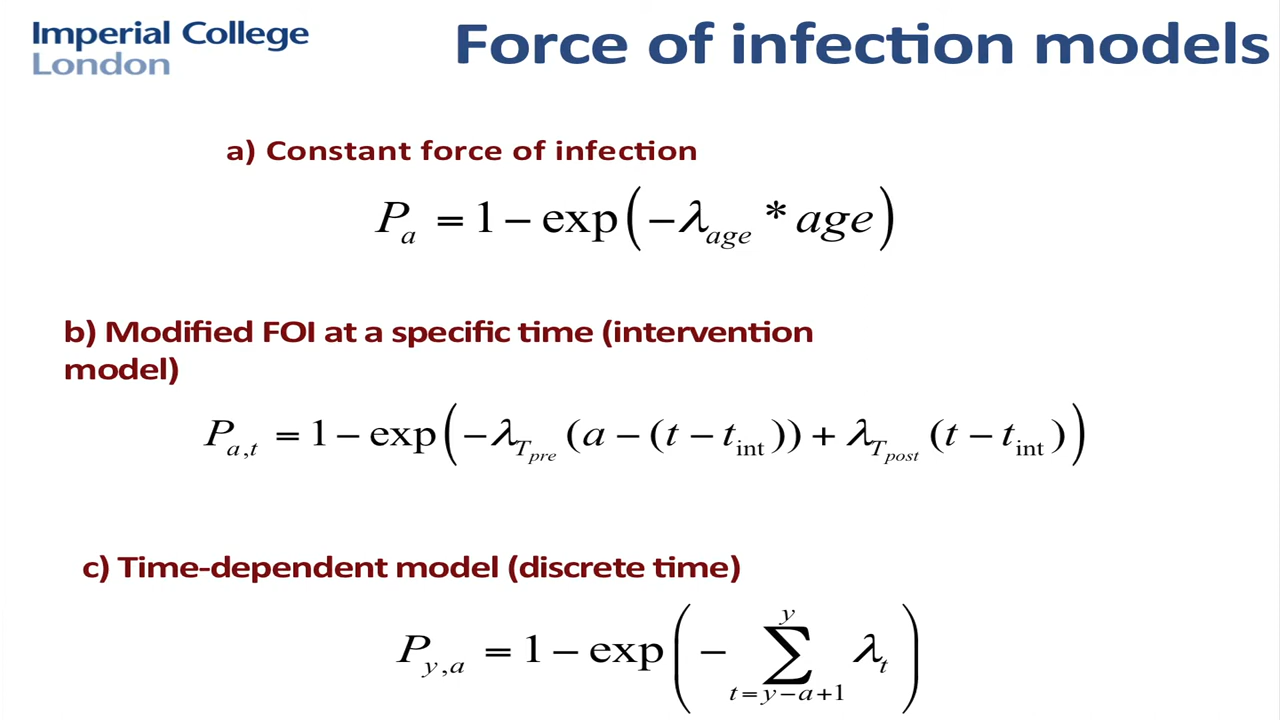 Imperial College
London
Force of infection models
a) Constant force of infection
P_a = 1 − exp(−λ_age * age)
b) Modified FOI at a specific time (intervention
model)
P_a,t = 1 − exp(−λ_T_pre (a − (t − t_int)) + λ_T_post (t − t_int))
c) Time-dependent model (discrete time)
P_y,a = 1 − exp(− ∑_{t=y−a+1}^{y} λ_t)